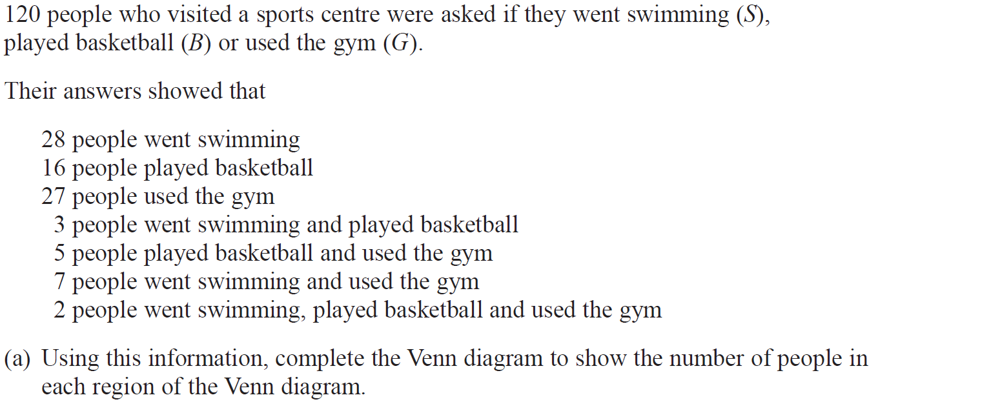 120 people who visited a sports centre were asked if they went swimming (S),
played basketball (B) or used the gym (G).
Their answers showed that
28 people went swimming
16 people played basketball
27 people used the gym
3 people went swimming and played basketball
5 people played basketball and used the gym
7 people went swimming and used the gym
2 people went swimming, played basketball and used the gym
(a) Using this information, complete the Venn diagram to show the number of people in
each region of the Venn diagram.